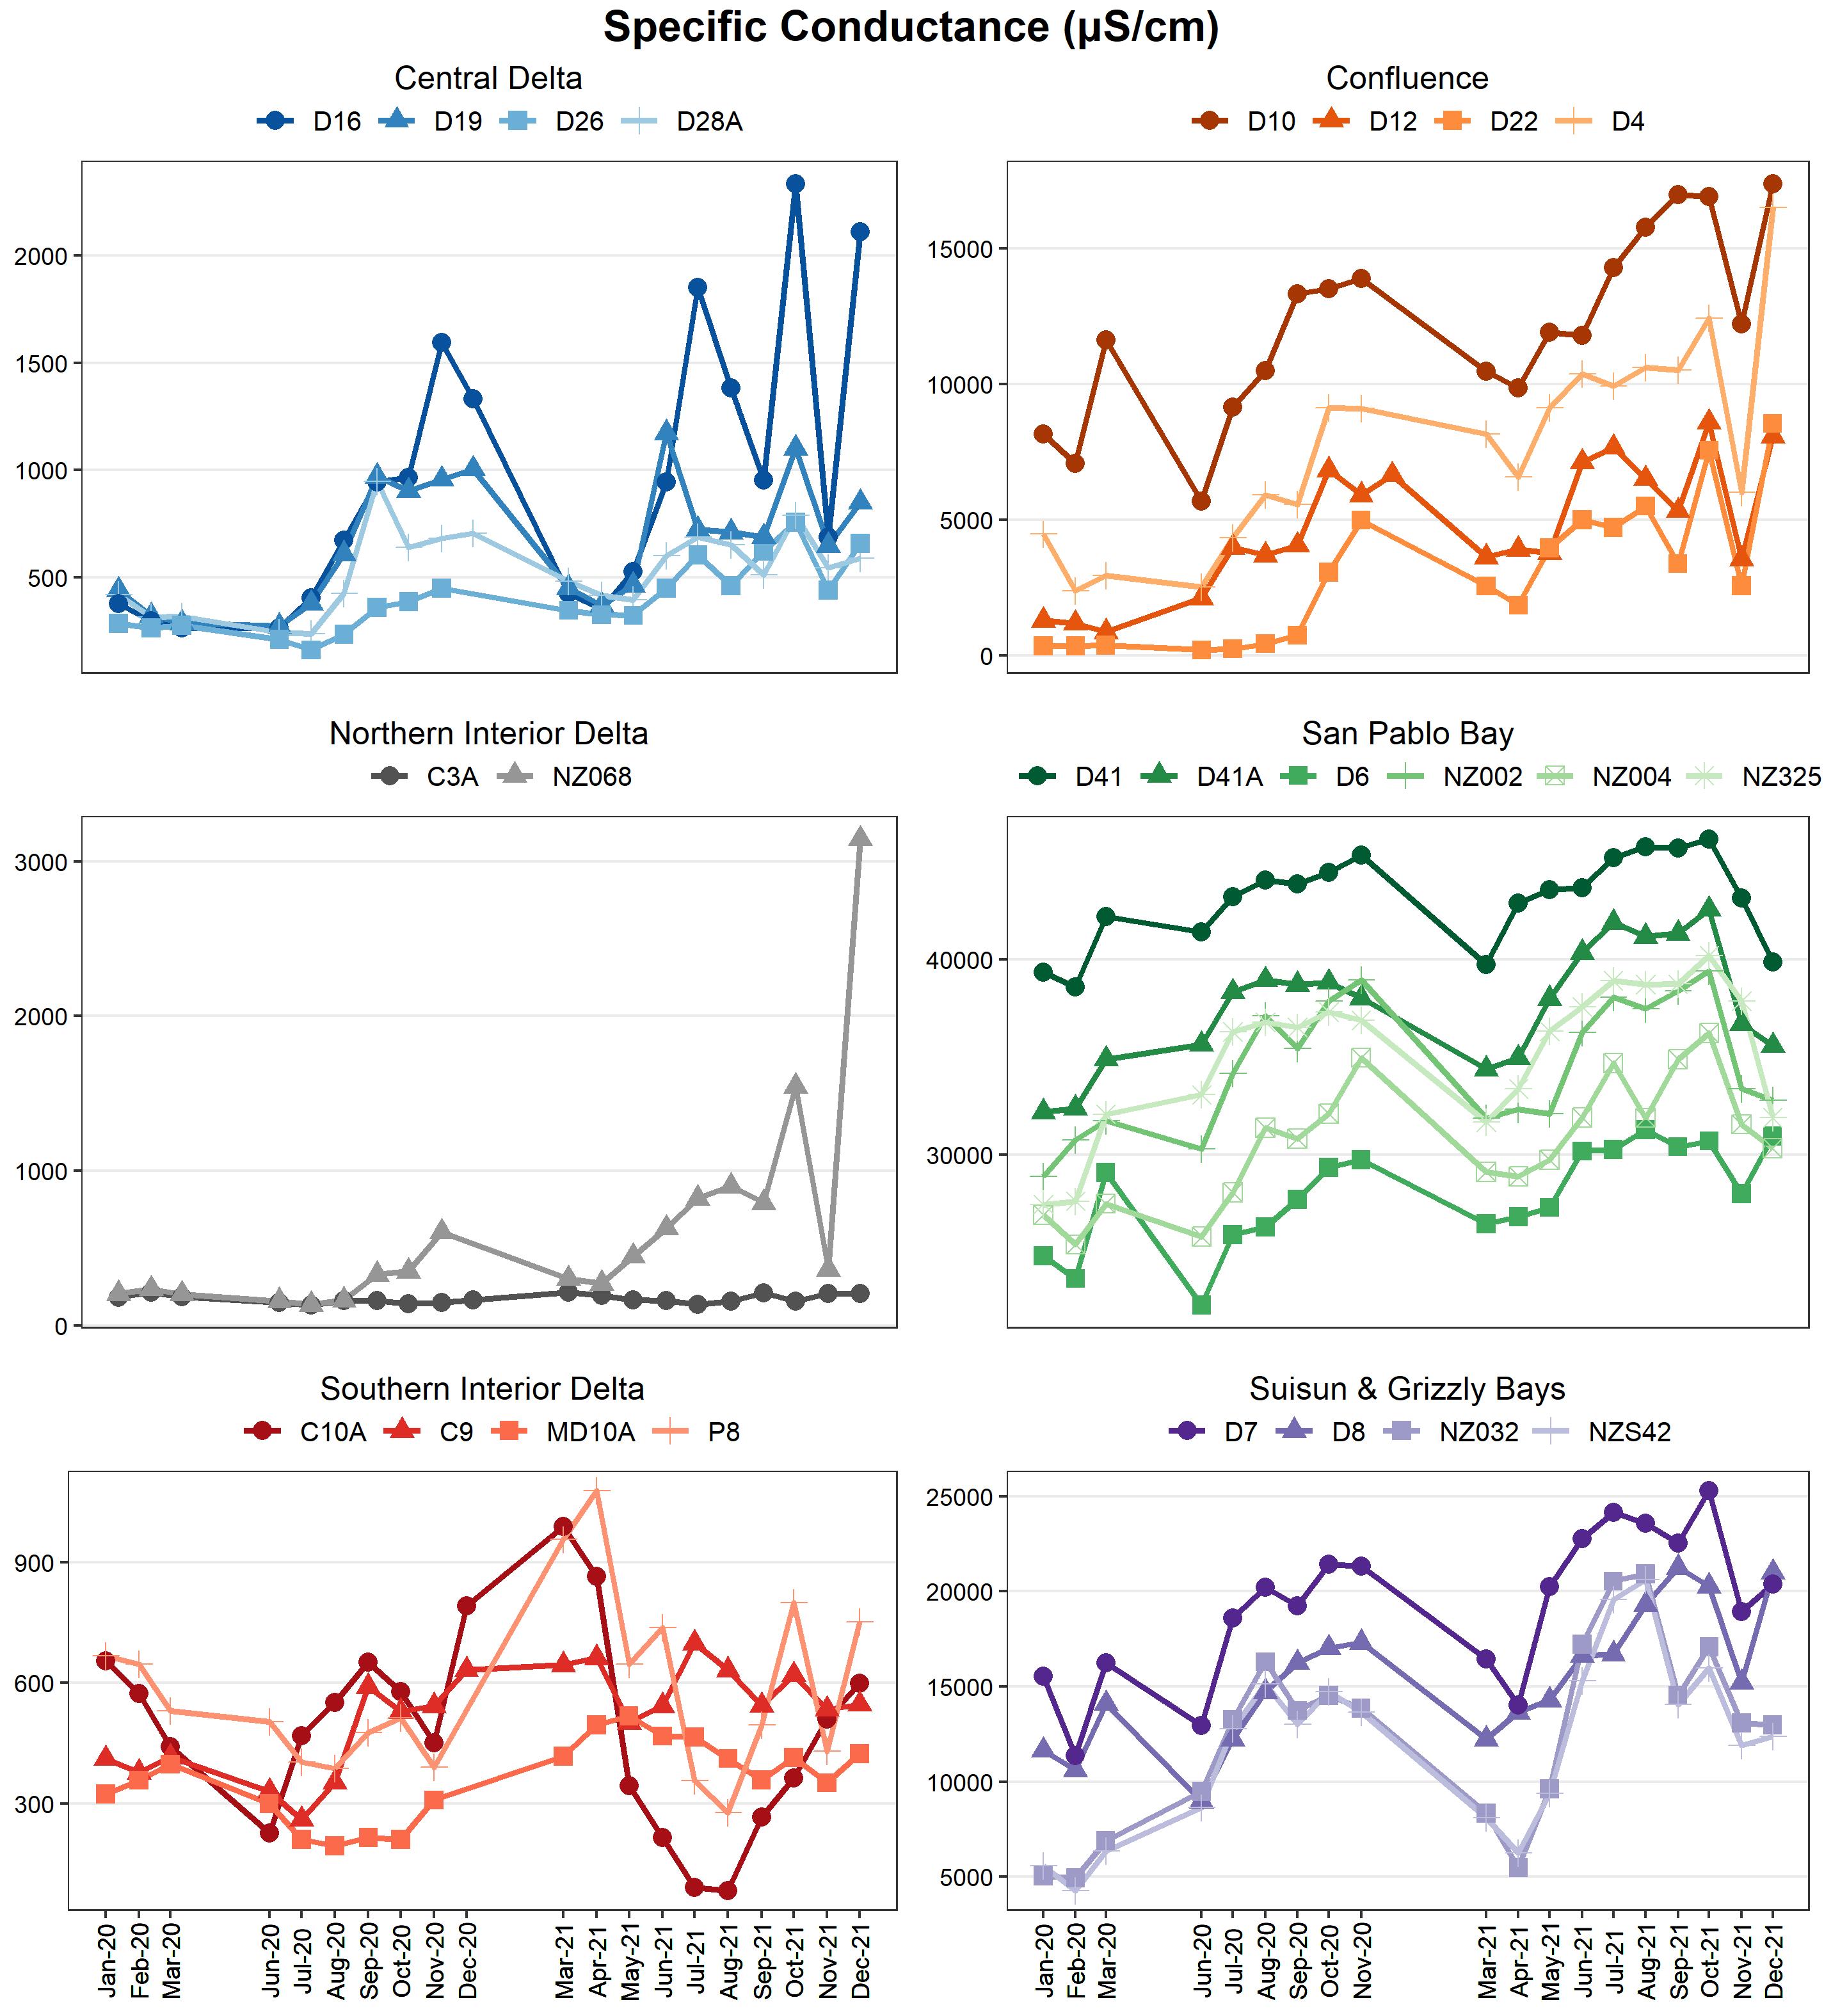 Specific Conductance (µS/cm)
Central Delta
D16 D19 D26 D28A
2000
1500
1000
500
Confluence
D10 D12 D22 D4
15000
10000
5000
0
Northern Interior Delta
C3A NZ068
3000
2000
1000
0
San Pablo Bay
D41 D41A D6 NZ002 NZ004 NZ325
40000
30000
Southern Interior Delta
C10A C9 MD10A P8
900
600
300
Jan-20 Feb-20 Mar-20 Jun-20 Jul-20 Aug-20 Sep-20 Oct-20 Nov-20 Dec-20 Mar-21 Apr-21 May-21 Jun-21 Jul-21 Aug-21 Sep-21 Oct-21 Nov-21 Dec-21
Suisun & Grizzly Bays
D7 D8 NZ032 NZS42
25000
20000
15000
10000
5000
Jan-20 Feb-20 Mar-20 Jun-20 Jul-20 Aug-20 Sep-20 Oct-20 Nov-20 Mar-21 Apr-21 May-21 Jun-21 Jul-21 Aug-21 Sep-21 Oct-21 Nov-21 Dec-21